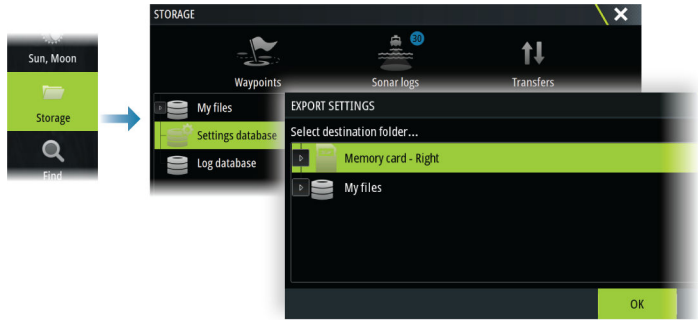 Sun, Moon
Storage
Find
STORAGE
30
Waypoints
Sonar logs
Transfers
My files
Settings database
Log database
EXPORT SETTINGS
Select destination folder...
Memory card - Right
My files
OK